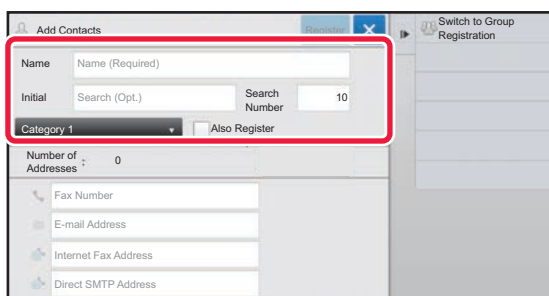 Add Contacts
Register
Switch to Group
Registration
Name
Name (Required)
Initial
Search (Opt.)
Search
Number
10
Category 1
Also Register
Number of
Addresses
:
0
Fax Number
E-mail Address
Internet Fax Address
Direct SMTP Address